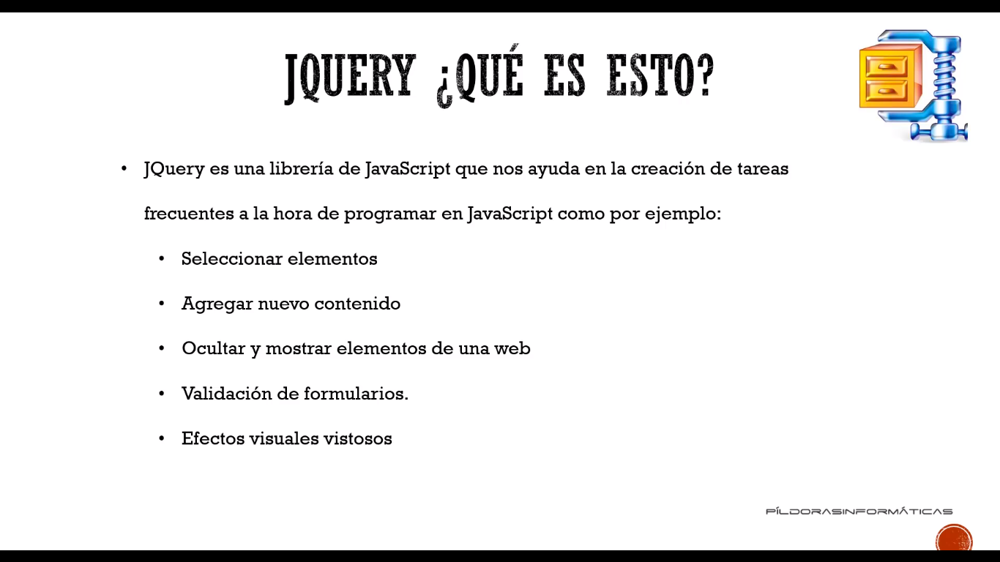 JQUERY ¿QUÉ ES ESTO?
• JQuery es una librería de JavaScript que nos ayuda en la creación de tareas
frecuentes a la hora de programar en JavaScript como por ejemplo:
• Seleccionar elementos
• Agregar nuevo contenido
• Ocultar y mostrar elementos de una web
• Validación de formularios.
• Efectos visuales vistosos
PÍLDORASINFORMÁTICAS